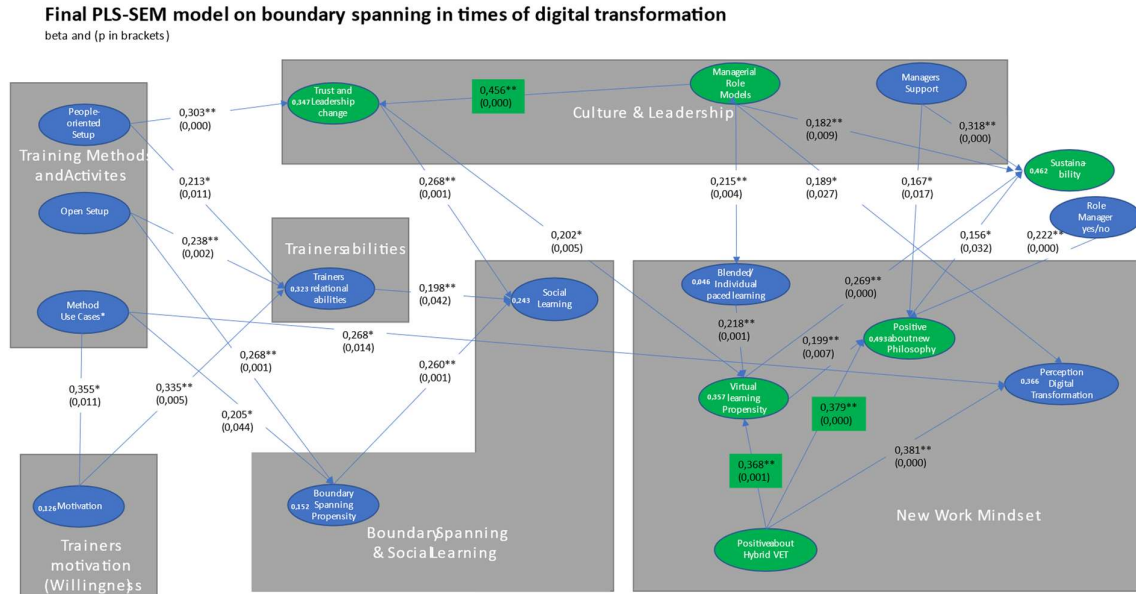 Final PLS-SEM model on boundary spanning in times of digital transformation
beta and (p in brackets)
People-
oriented
Setup
Training Methods
and Activites
Open Setup
Method
Use Cases*
0,303**
(0,000)
0,213*
(0,011)
0,238**
(0,002)
0,347
Trust and
Leadership
change
0,456**
(0,000)
Managerial
Role
Models
Managers
Support
Culture & Leadership
0,182**
(0,009)
0,318**
(0,000)
0,462
Sustaina-
bility
Role
Manager
yes/no
0,268**
(0,001)
0,202*
(0,005)
0,215**
(0,004)
0,189*
(0,027)
0,167*
(0,017)
0,156*
(0,032)
0,222**
(0,000)
Trainers abilities
0,323
Trainers
relational
abilities
0,198**
(0,042)
0,243
Social
Learning
0,046
Blended/
Individual
paced learning
0,269**
(0,000)
0,218**
(0,001)
0,199**
(0,007)
0,493
Positive
about new
Philosophy
0,268*
(0,014)
0,268**
(0,001)
0,260**
(0,001)
0,355*
(0,011)
0,335**
(0,005)
0,205*
(0,044)
0,357
Virtual
learning
Propensity
0,379**
(0,000)
0,366
Perception
Digital
Transformation
0,368**
(0,001)
0,381**
(0,000)
0,126
Motivation
Trainers
motivation
(Willingness
0,152
Boundary
Spanning
Propensity
Boundary Spanning
& Social Learning
Positive about
Hybrid VET
New Work Mindset